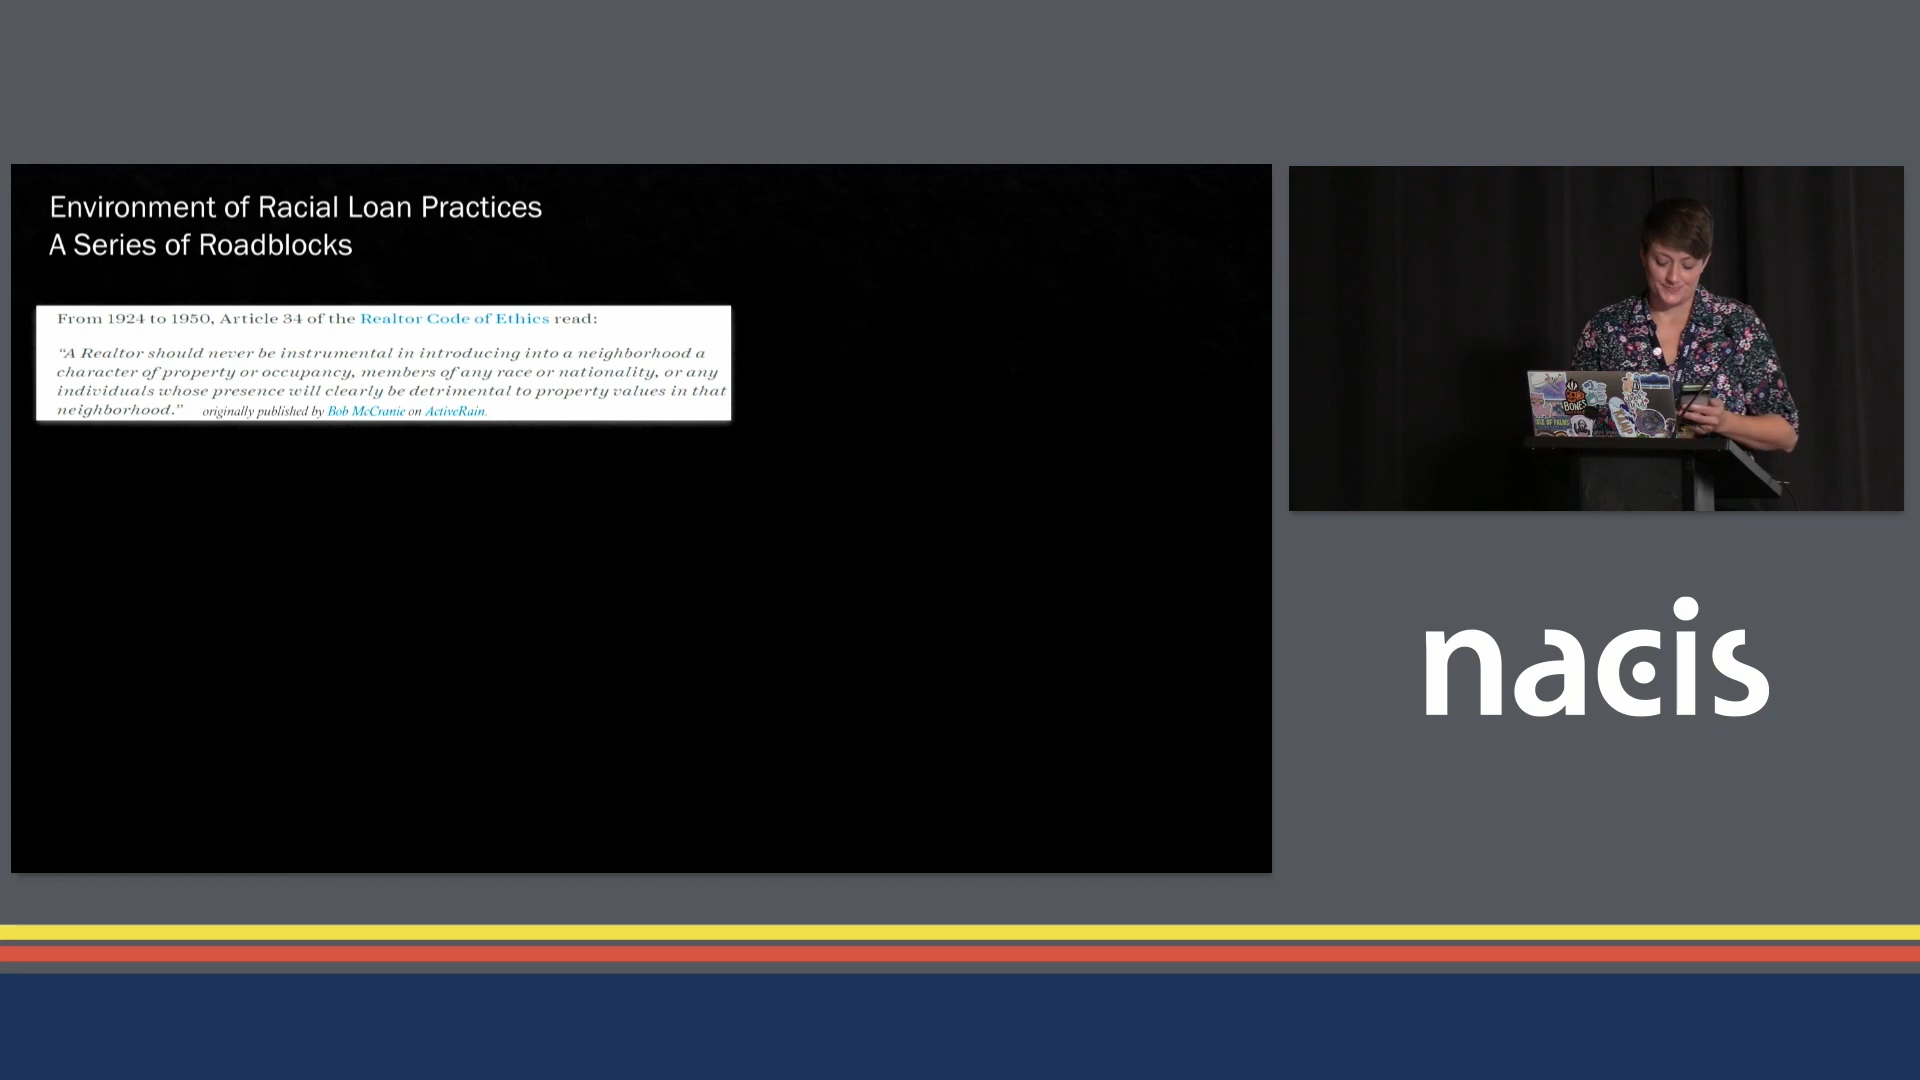 Environment of Racial Loan Practices
A Series of Roadblocks
From 1924 to 1950, Article 34 of the Realtor Code of Ethics read:
“A Realtor should never be instrumental in introducing into a neighborhood a
character of property or occupancy, members of any race or nationality, or any
individuals whose presence will clearly be detrimental to property values in that
neighborhood.” originally published by Bob McCranie on ActiveRain.
BONES
nacis